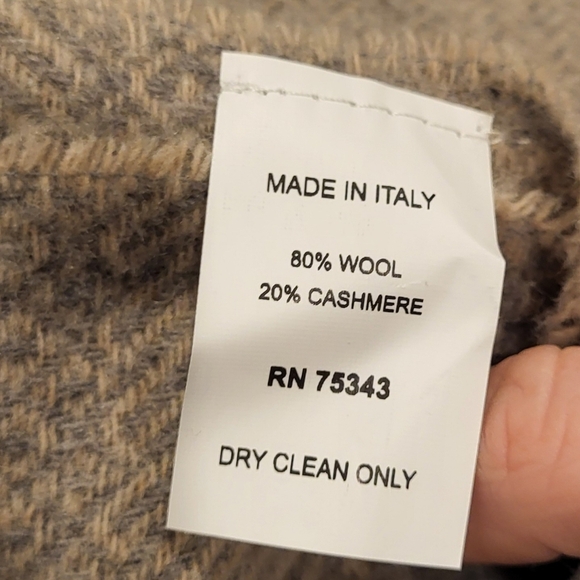 MADE IN ITALY
80% WOOL
20% CASHMERE
RN 75343
DRY CLEAN ONLY